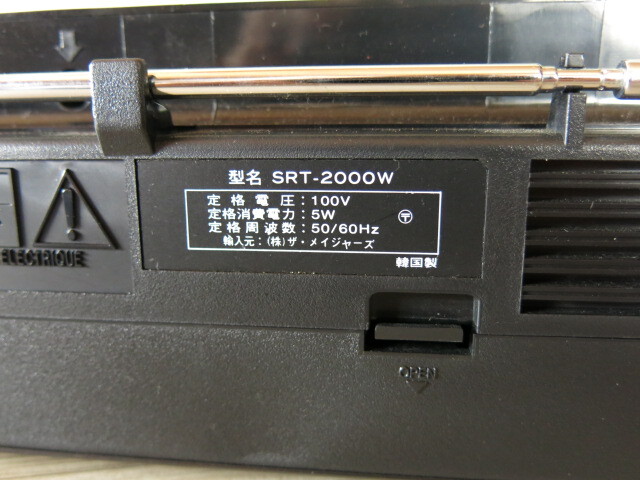 型名 SRT-2000W
定格電圧:100V
定格消費電力:5W
〒
定格周波数:50/60Hz
輸入元:(株)ザ・メイジャーズ
韓国製
ELECTRIQUE
OPEN